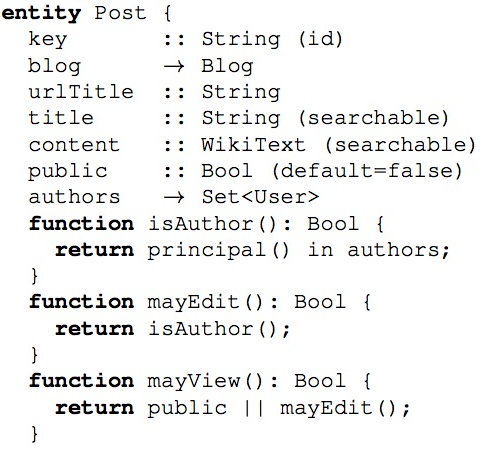 entity Post {
key :: String (id)
blog → Blog
urlTitle :: String
title :: String (searchable)
content :: WikiText (searchable)
public :: Bool (default=false)
authors → Set<User>
function isAuthor(): Bool {
return principal() in authors;
}
function mayEdit(): Bool {
return isAuthor();
}
function mayView(): Bool {
return public || mayEdit();
}